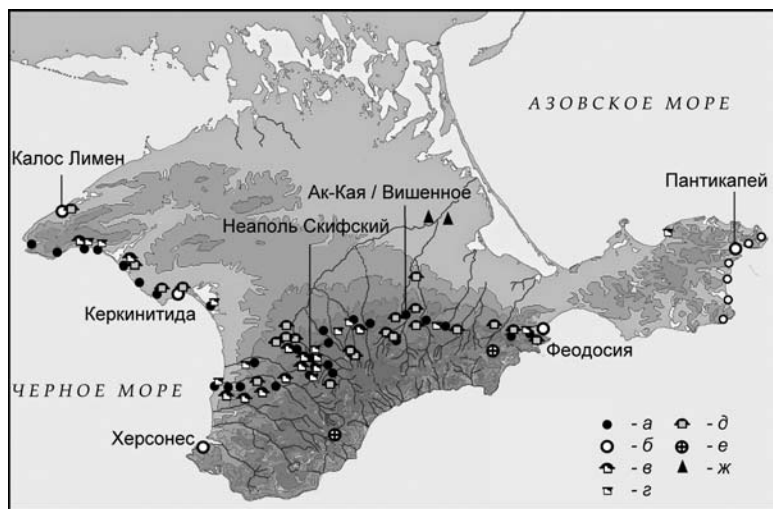 АЗОВСКОЕ МОРЕ
Калос Лимен
Ак-Кая / Вишенное
Пантикапей
Неаполь Скифский
Керкинитида
Феодосия
ЧЕРНОЕ МОРЕ
Херсонес
- а
- б
- в
- г
- д
- е
- ж